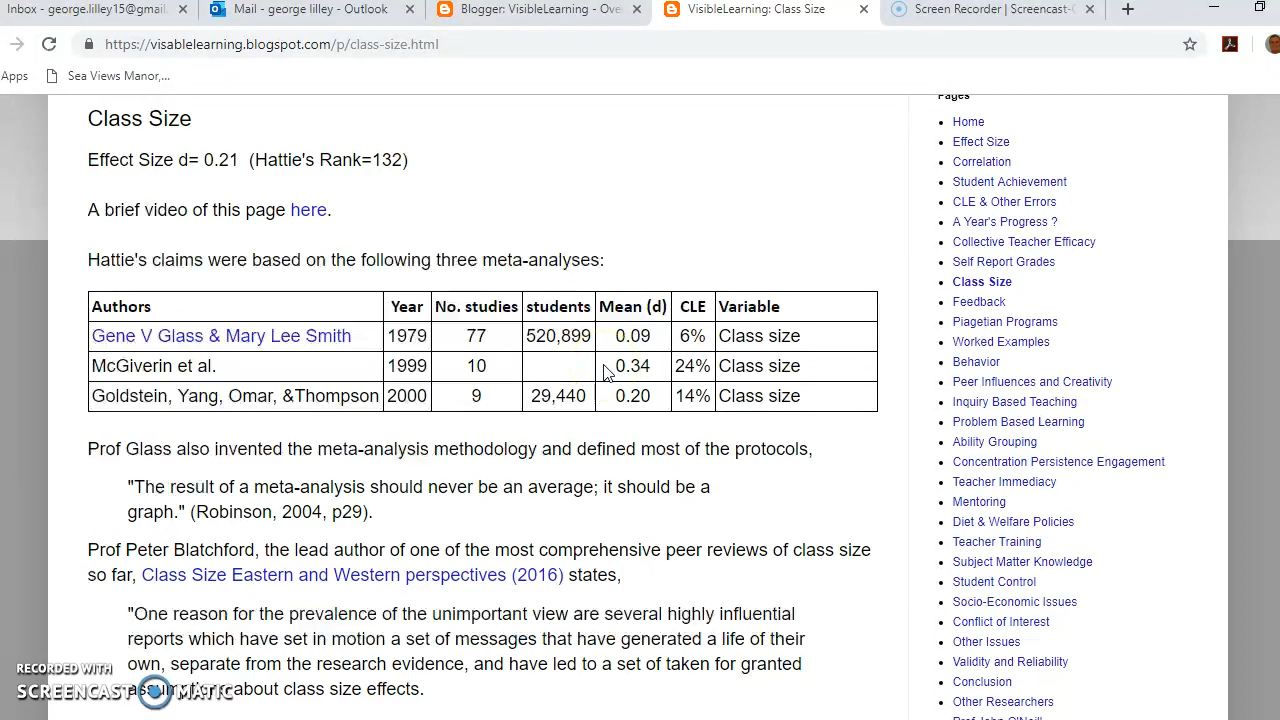 Inbox - george.lilley15@gmail.com
Mail - george lilley - Outlook
Blogger: VisibleLearning - Ove
VisibleLearning: Class Size
Screen Recorder | Screencast-O
https://visablelearning.blogspot.com/p/class-size.html
Apps
Sea Views Manor,...
Class Size
Effect Size d= 0.21 (Hattie's Rank=132)
A brief video of this page here.
Hattie's claims were based on the following three meta-analyses:
Authors Year No. studies students Mean (d) CLE Variable
Gene V Glass & Mary Lee Smith 1979 77 520,899 0.09 6% Class size
McGiverin et al. 1999 10 0.34 24% Class size
Goldstein, Yang, Omar, &Thompson 2000 9 29,440 0.20 14% Class size
Prof Glass also invented the meta-analysis methodology and defined most of the protocols,
"The result of a meta-analysis should never be an average; it should be a
graph." (Robinson, 2004, p29).
Prof Peter Blatchford, the lead author of one of the most comprehensive peer reviews of class size
so far, Class Size Eastern and Western perspectives (2016) states,
"One reason for the prevalence of the unimportant view are several highly influential
reports which have set in motion a set of messages that have generated a life of their
own, separate from the research evidence, and have led to a set of taken for granted
about class size effects.
Pages
Home
Effect Size
Correlation
Student Achievement
CLE & Other Errors
A Year's Progress ?
Collective Teacher Efficacy
Self Report Grades
Class Size
Feedback
Piagetian Programs
Worked Examples
Behavior
Peer Influences and Creativity
Inquiry Based Teaching
Problem Based Learning
Ability Grouping
Concentration Persistence Engagement
Teacher Immediacy
Mentoring
Diet & Welfare Policies
Teacher Training
Subject Matter Knowledge
Student Control
Socio-Economic Issues
Conflict of Interest
Other Issues
Validity and Reliability
Conclusion
Other Researchers
RECORDED WITH
SCREENCAST MATIC